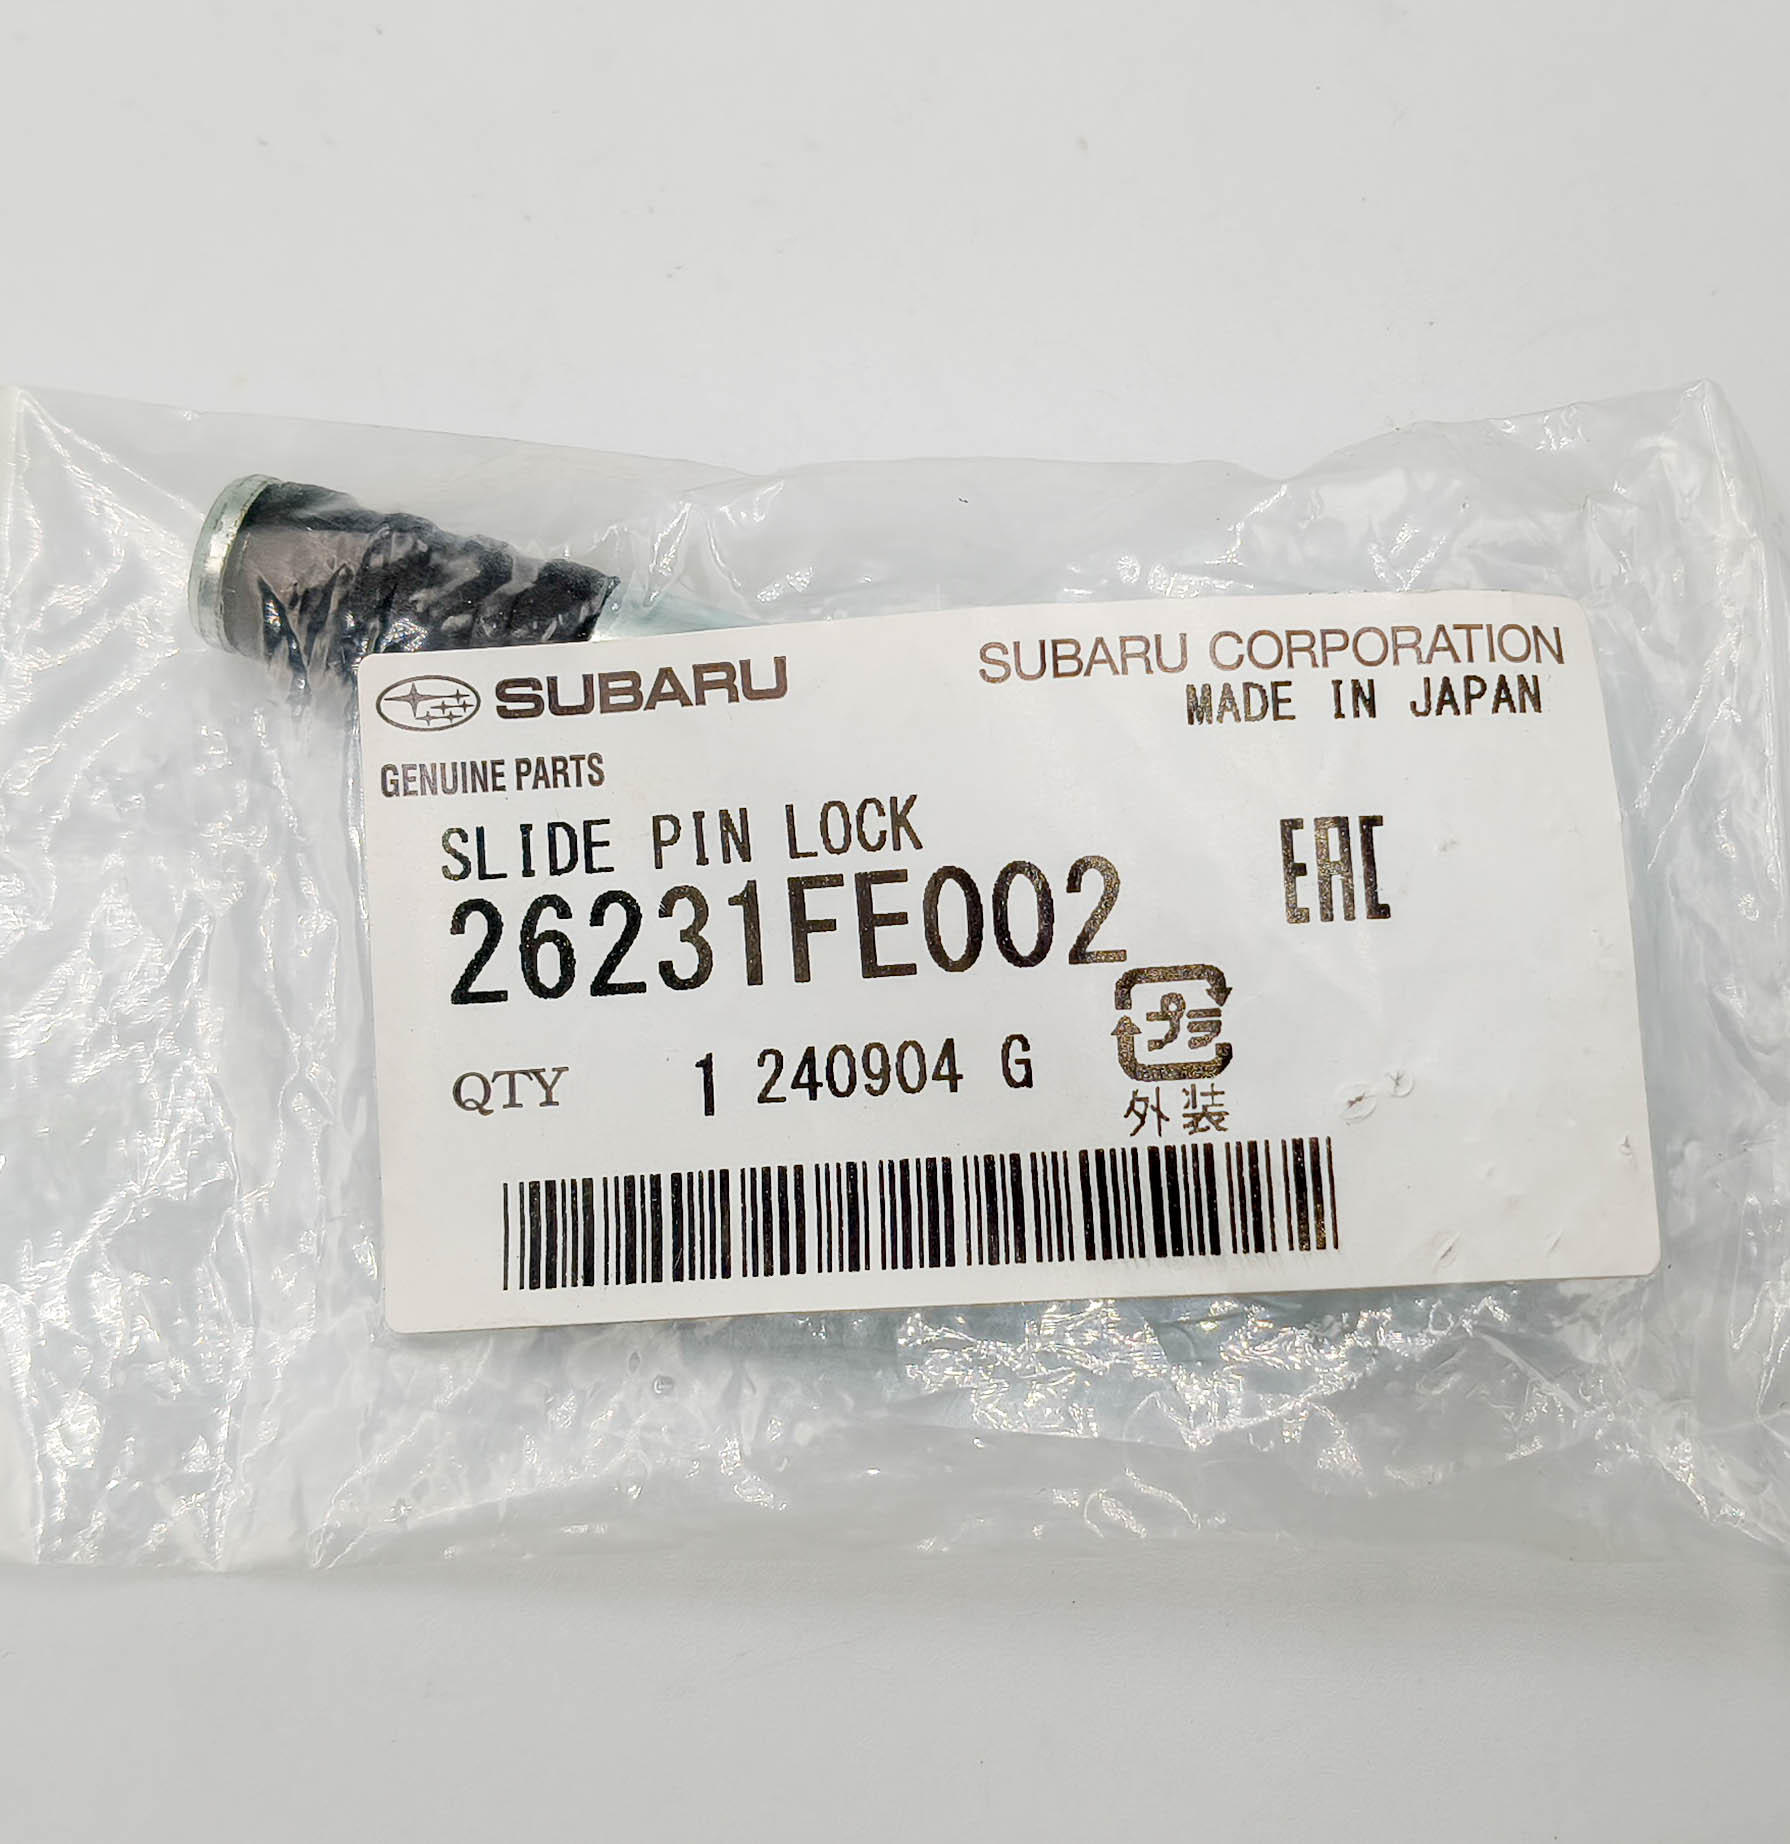 SUBARU
SUBARU CORPORATION
MADE IN JAPAN
GENUINE PARTS
SLIDE PIN LOCK
26231FE002
EAC
QTY 1 240904 G
プラ
外装